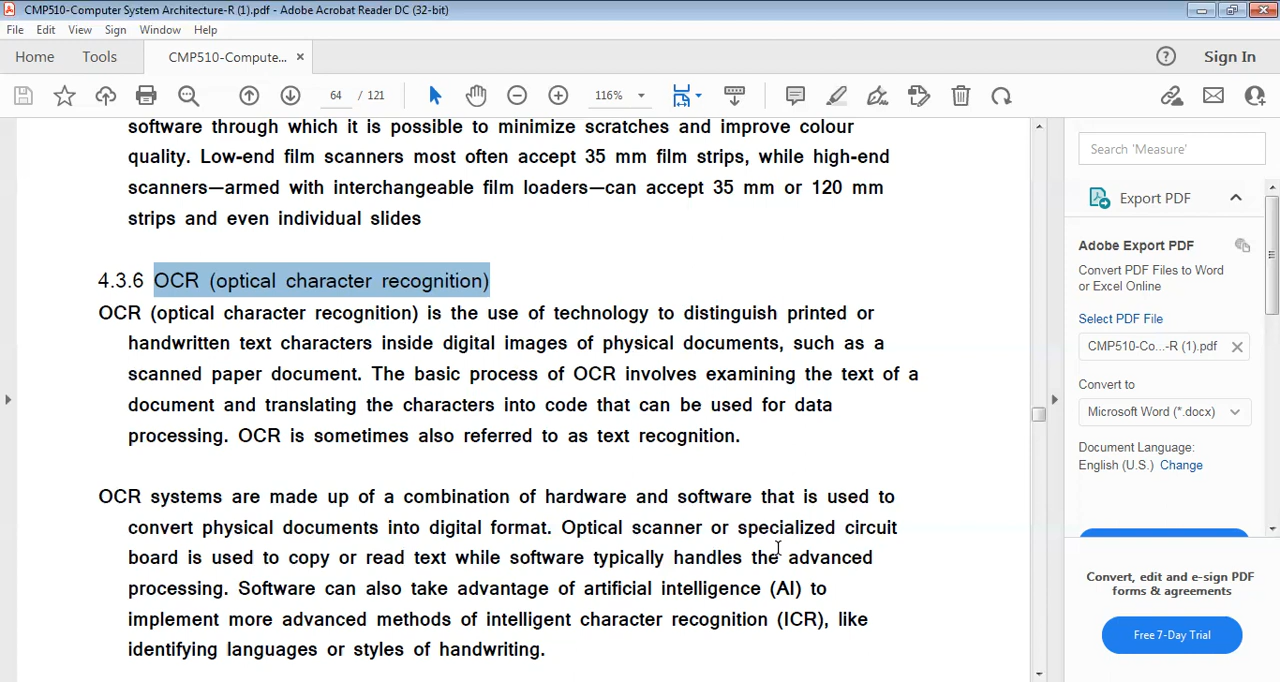 CMP510-Computer System Architecture-R (1).pdf - Adobe Acrobat Reader DC (32-bit)
File Edit View Sign Window Help
Home Tools CMP510-Compute... × Sign In
64 / 121 116%
software through which it is possible to minimize scratches and improve colour
quality. Low-end film scanners most often accept 35 mm film strips, while high-end
scanners—armed with interchangeable film loaders—can accept 35 mm or 120 mm
strips and even individual slides
4.3.6 OCR (optical character recognition)
OCR (optical character recognition) is the use of technology to distinguish printed or
handwritten text characters inside digital images of physical documents, such as a
scanned paper document. The basic process of OCR involves examining the text of a
document and translating the characters into code that can be used for data
processing. OCR is sometimes also referred to as text recognition.
OCR systems are made up of a combination of hardware and software that is used to
convert physical documents into digital format. Optical scanner or specialized circuit
board is used to copy or read text while software typically handles the advanced
processing. Software can also take advantage of artificial intelligence (AI) to
implement more advanced methods of intelligent character recognition (ICR), like
identifying languages or styles of handwriting.
Search 'Measure'
Export PDF
Adobe Export PDF
Convert PDF Files to Word
or Excel Online
Select PDF File
CMP510-Co...-R (1).pdf
Convert to
Microsoft Word (*.docx)
Document Language:
English (U.S.) Change
Convert, edit and e-sign PDF
forms & agreements
Free 7-Day Trial